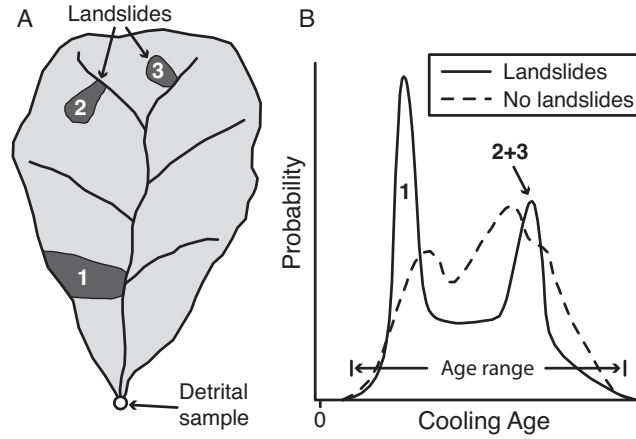 A
Landslides
3
2
1
Detrital
sample
B
Landslides
No landslides
2+3
1
Probability
Age range
0
Cooling Age